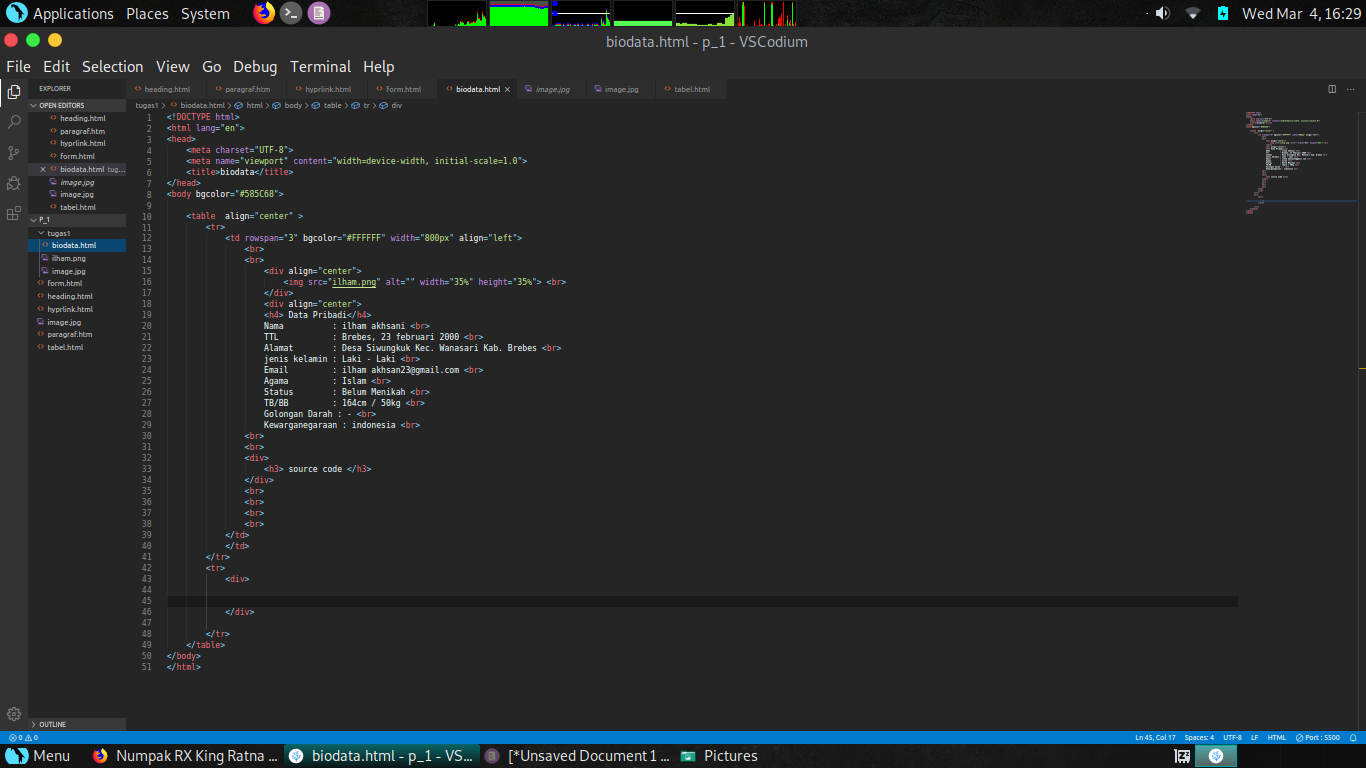 Applications Places System Wed Mar 4, 16:29
biodata.html - p_1 - VSCodium
File Edit Selection View Go Debug Terminal Help
EXPLORER
OPEN EDITORS
heading.html
paragraf.htm
hyprlink.html
form.html
biodata.html tug...
image.jpg
image.jpg
tabel.html
P_1
tugas1
biodata.html
ilham.png
image.jpg
form.html
heading.html
hyprlink.html
image.jpg
paragraf.htm
tabel.html
OUTLINE
heading.html paragraf.htm hyprlink.html form.html biodata.html image.jpg image.jpg tabel.html
tugas1 > biodata.html > html > body > table > tr > div
1 <!DOCTYPE html>
2 <html lang="en">
3 <head>
4 <meta charset="UTF-8">
5 <meta name="viewport" content="width=device-width, initial-scale=1.0">
6 <title>biodata</title>
7 </head>
8 <body bgcolor="#585C68">
9
10 <table  align="center" >
11 <tr>
12 <td rowspan="3" bgcolor="#FFFFFF" width="800px" align="left">
13 <br>
14 <br>
15 <div align="center">
16 <img src="ilham.png" alt="" width="35%" height="35%"> <br>
17 </div>
18 <div align="center">
19 <h4> Data Pribadi</h4>
20 Nama : ilham akhsani <br>
21 TTL : Brebes, 23 februari 2000 <br>
22 Alamat : Desa Siwungkuk Kec. Wanasari Kab. Brebes <br>
23 jenis kelamin : Laki - Laki <br>
24 Email : ilham akhsan23@gmail.com <br>
25 Agama : Islam <br>
26 Status : Belum Menikah <br>
27 TB/BB : 164cm / 50kg <br>
28 Golongan Darah : - <br>
29 Kewarganegaraan : indonesia <br>
30 <br>
31 <br>
32 <div>
33 <h3> source code </h3>
34 </div>
35 <br>
36 <br>
37 <br>
38 <br>
39 </td>
40 </td>
41 </tr>
42 <tr>
43 <div>
44
45
46 </div>
47
48 </tr>
49 </table>
50 </body>
51 </html>
0 0 Ln 45, Col 17 Spaces: 4 UTF-8 LF HTML Port : 5500
Menu Numpak RX King Ratna ... biodata.html - p_1 - VS... [*Unsaved Document 1 ... Pictures